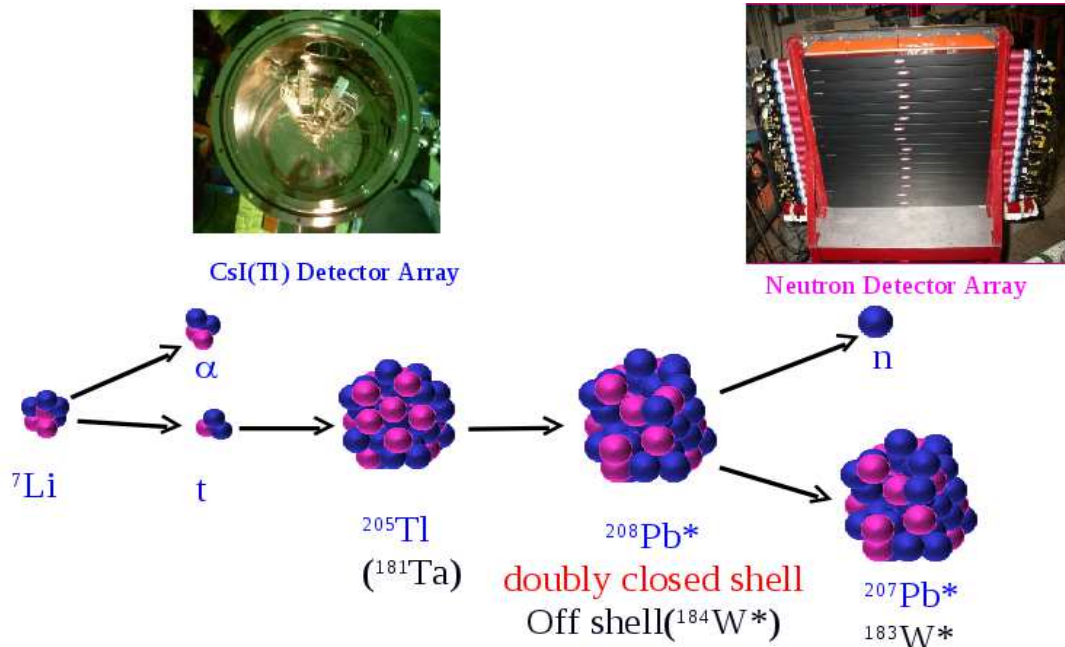 CsI(Tl) Detector Array
Neutron Detector Array
α
n
⁷Li
t
²⁰⁵Tl
(¹⁸¹Ta)
²⁰⁸Pb*
doubly closed shell
Off shell(¹⁸⁴W*)
²⁰⁷Pb*
¹⁸³W*